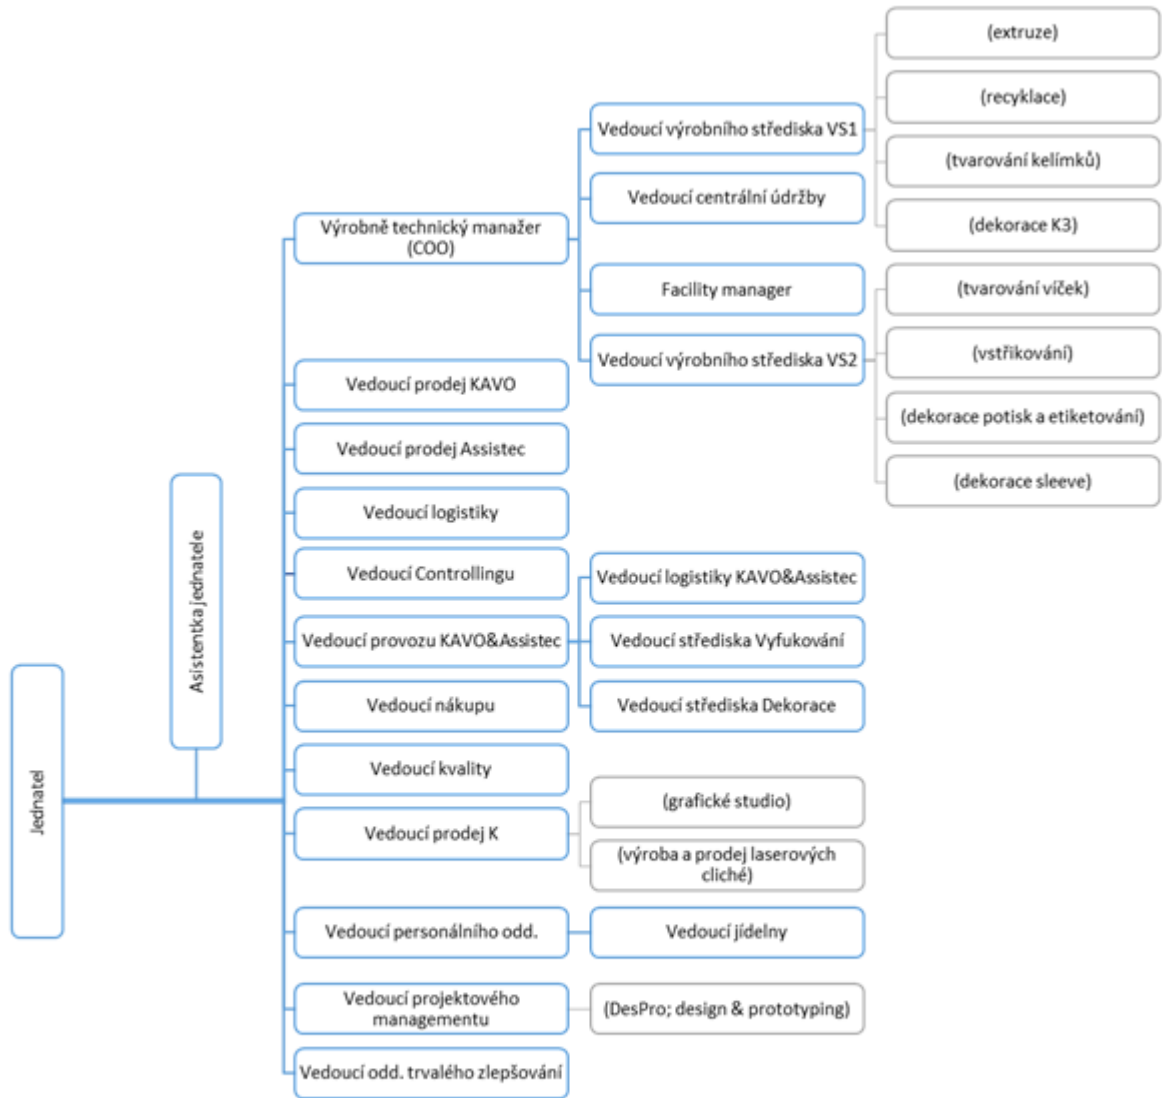 Jednatel
Asistentka jednatele
Výrobně technický manažer
(COO)
Vedoucí výrobního střediska VS1
(extruze)
(recyklace)
(tvarování kelímků)
(dekorace K3)
Vedoucí centrální údržby
Facility manager
Vedoucí výrobního střediska VS2
(tvarování víček)
(vstřikování)
(dekorace potisk a etiketování)
(dekorace sleeve)
Vedoucí prodej KAVO
Vedoucí prodej Assistec
Vedoucí logistiky
Vedoucí Controllingu
Vedoucí provozu KAVO&Assistec
Vedoucí logistiky KAVO&Assistec
Vedoucí střediska Vyfukování
Vedoucí střediska Dekorace
Vedoucí nákupu
Vedoucí kvality
Vedoucí prodej K
(grafické studio)
(výroba a prodej laserových
cliché)
Vedoucí personálního odd.
Vedoucí jídelny
Vedoucí projektového
managementu
(DesPro; design & prototyping)
Vedoucí odd. trvalého zlepšování